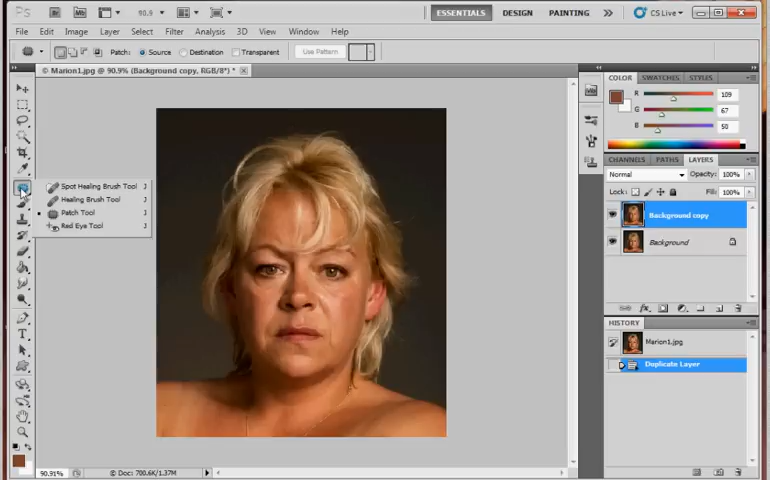 Ps Br Mb 90.9 ESSENTIALS DESIGN PAINTING CS Live
File Edit Image Layer Select Filter Analysis 3D View Window Help
Patch: Source Destination Transparent Use Pattern
© Marion1.jpg @ 90.9% (Background copy, RGB/8*) *
Spot Healing Brush Tool J
Healing Brush Tool J
Patch Tool J
Red Eye Tool J
COLOR SWATCHES STYLES
R 109
G 67
B 50
CHANNELS PATHS LAYERS
Normal Opacity: 100%
Lock: Fill: 100%
Background copy
Background
HISTORY
Marion1.jpg
Duplicate Layer
90.91% © Doc: 700.6K/1.37M